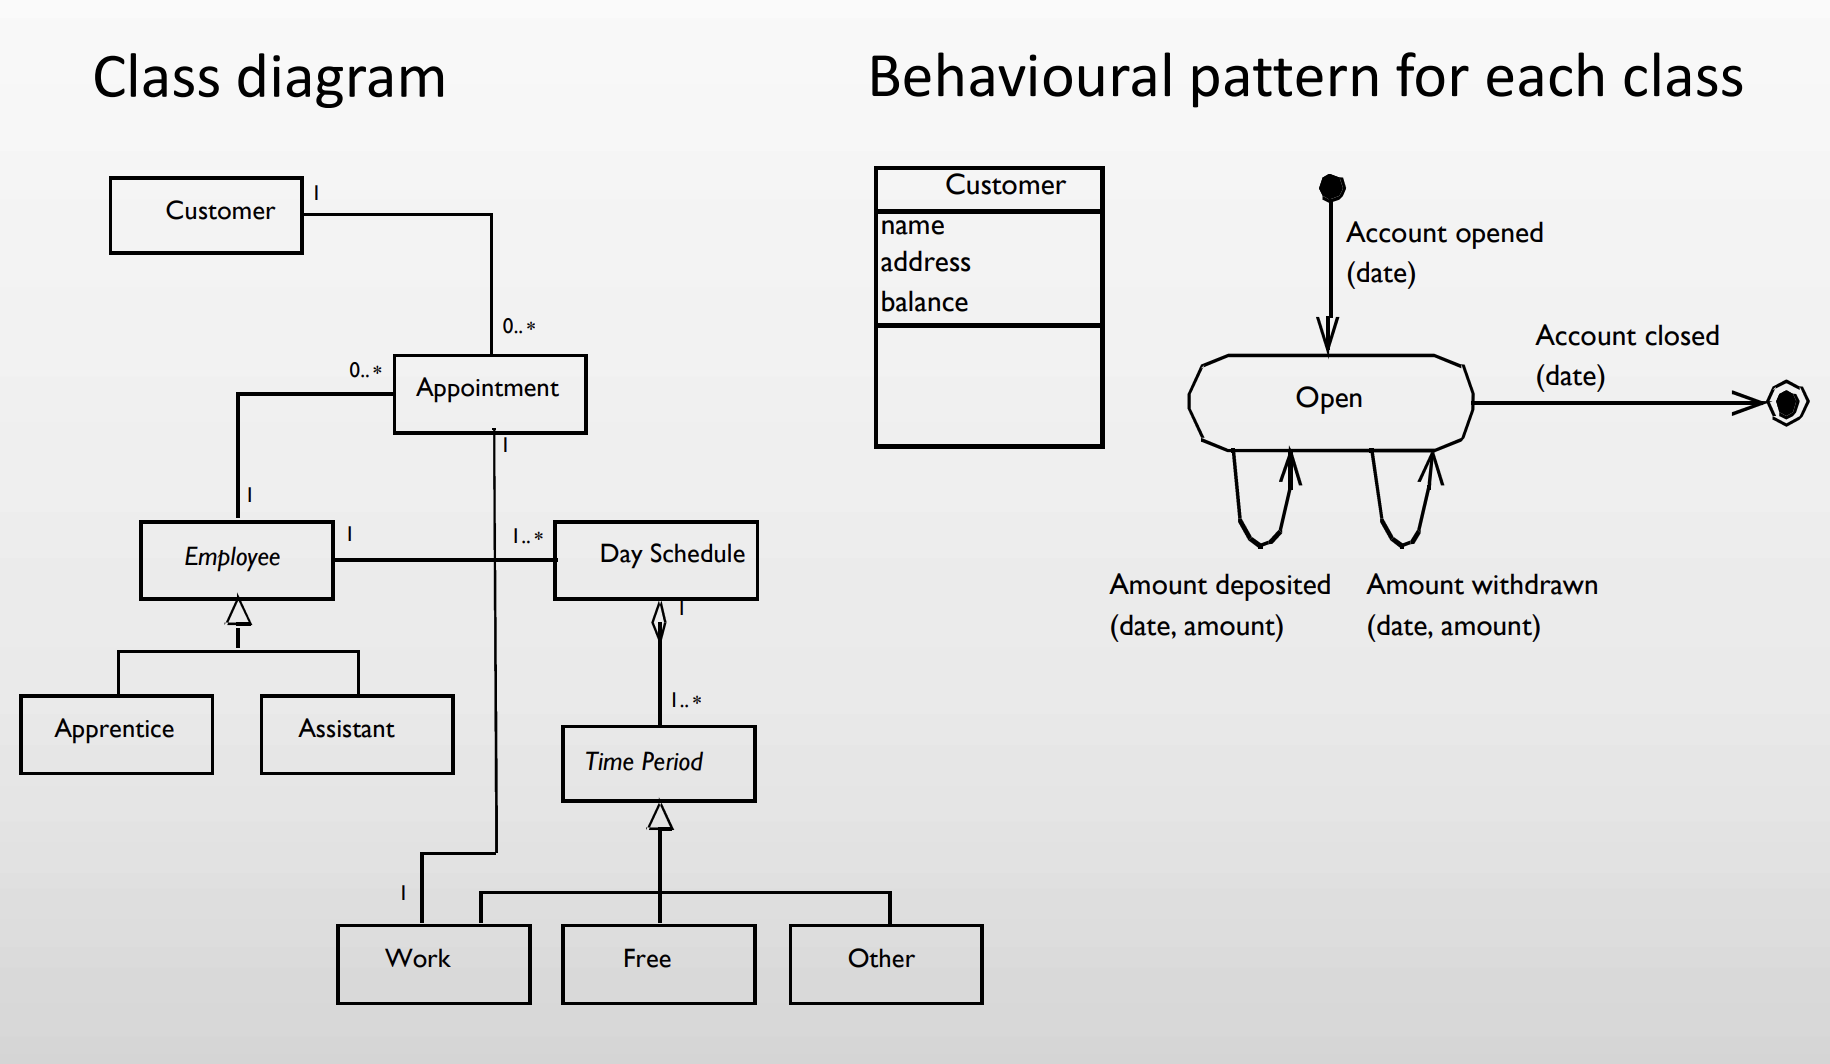 Class diagram
Customer
1
0..*
0..*
Appointment
1
1
Employee
1
1..*
Day Schedule
1
1..*
Apprentice
Assistant
Time Period
1
Work
Free
Other
Behavioural pattern for each class
Customer
name
address
balance
Account opened
(date)
Open
Account closed
(date)
Amount deposited
(date, amount)
Amount withdrawn
(date, amount)